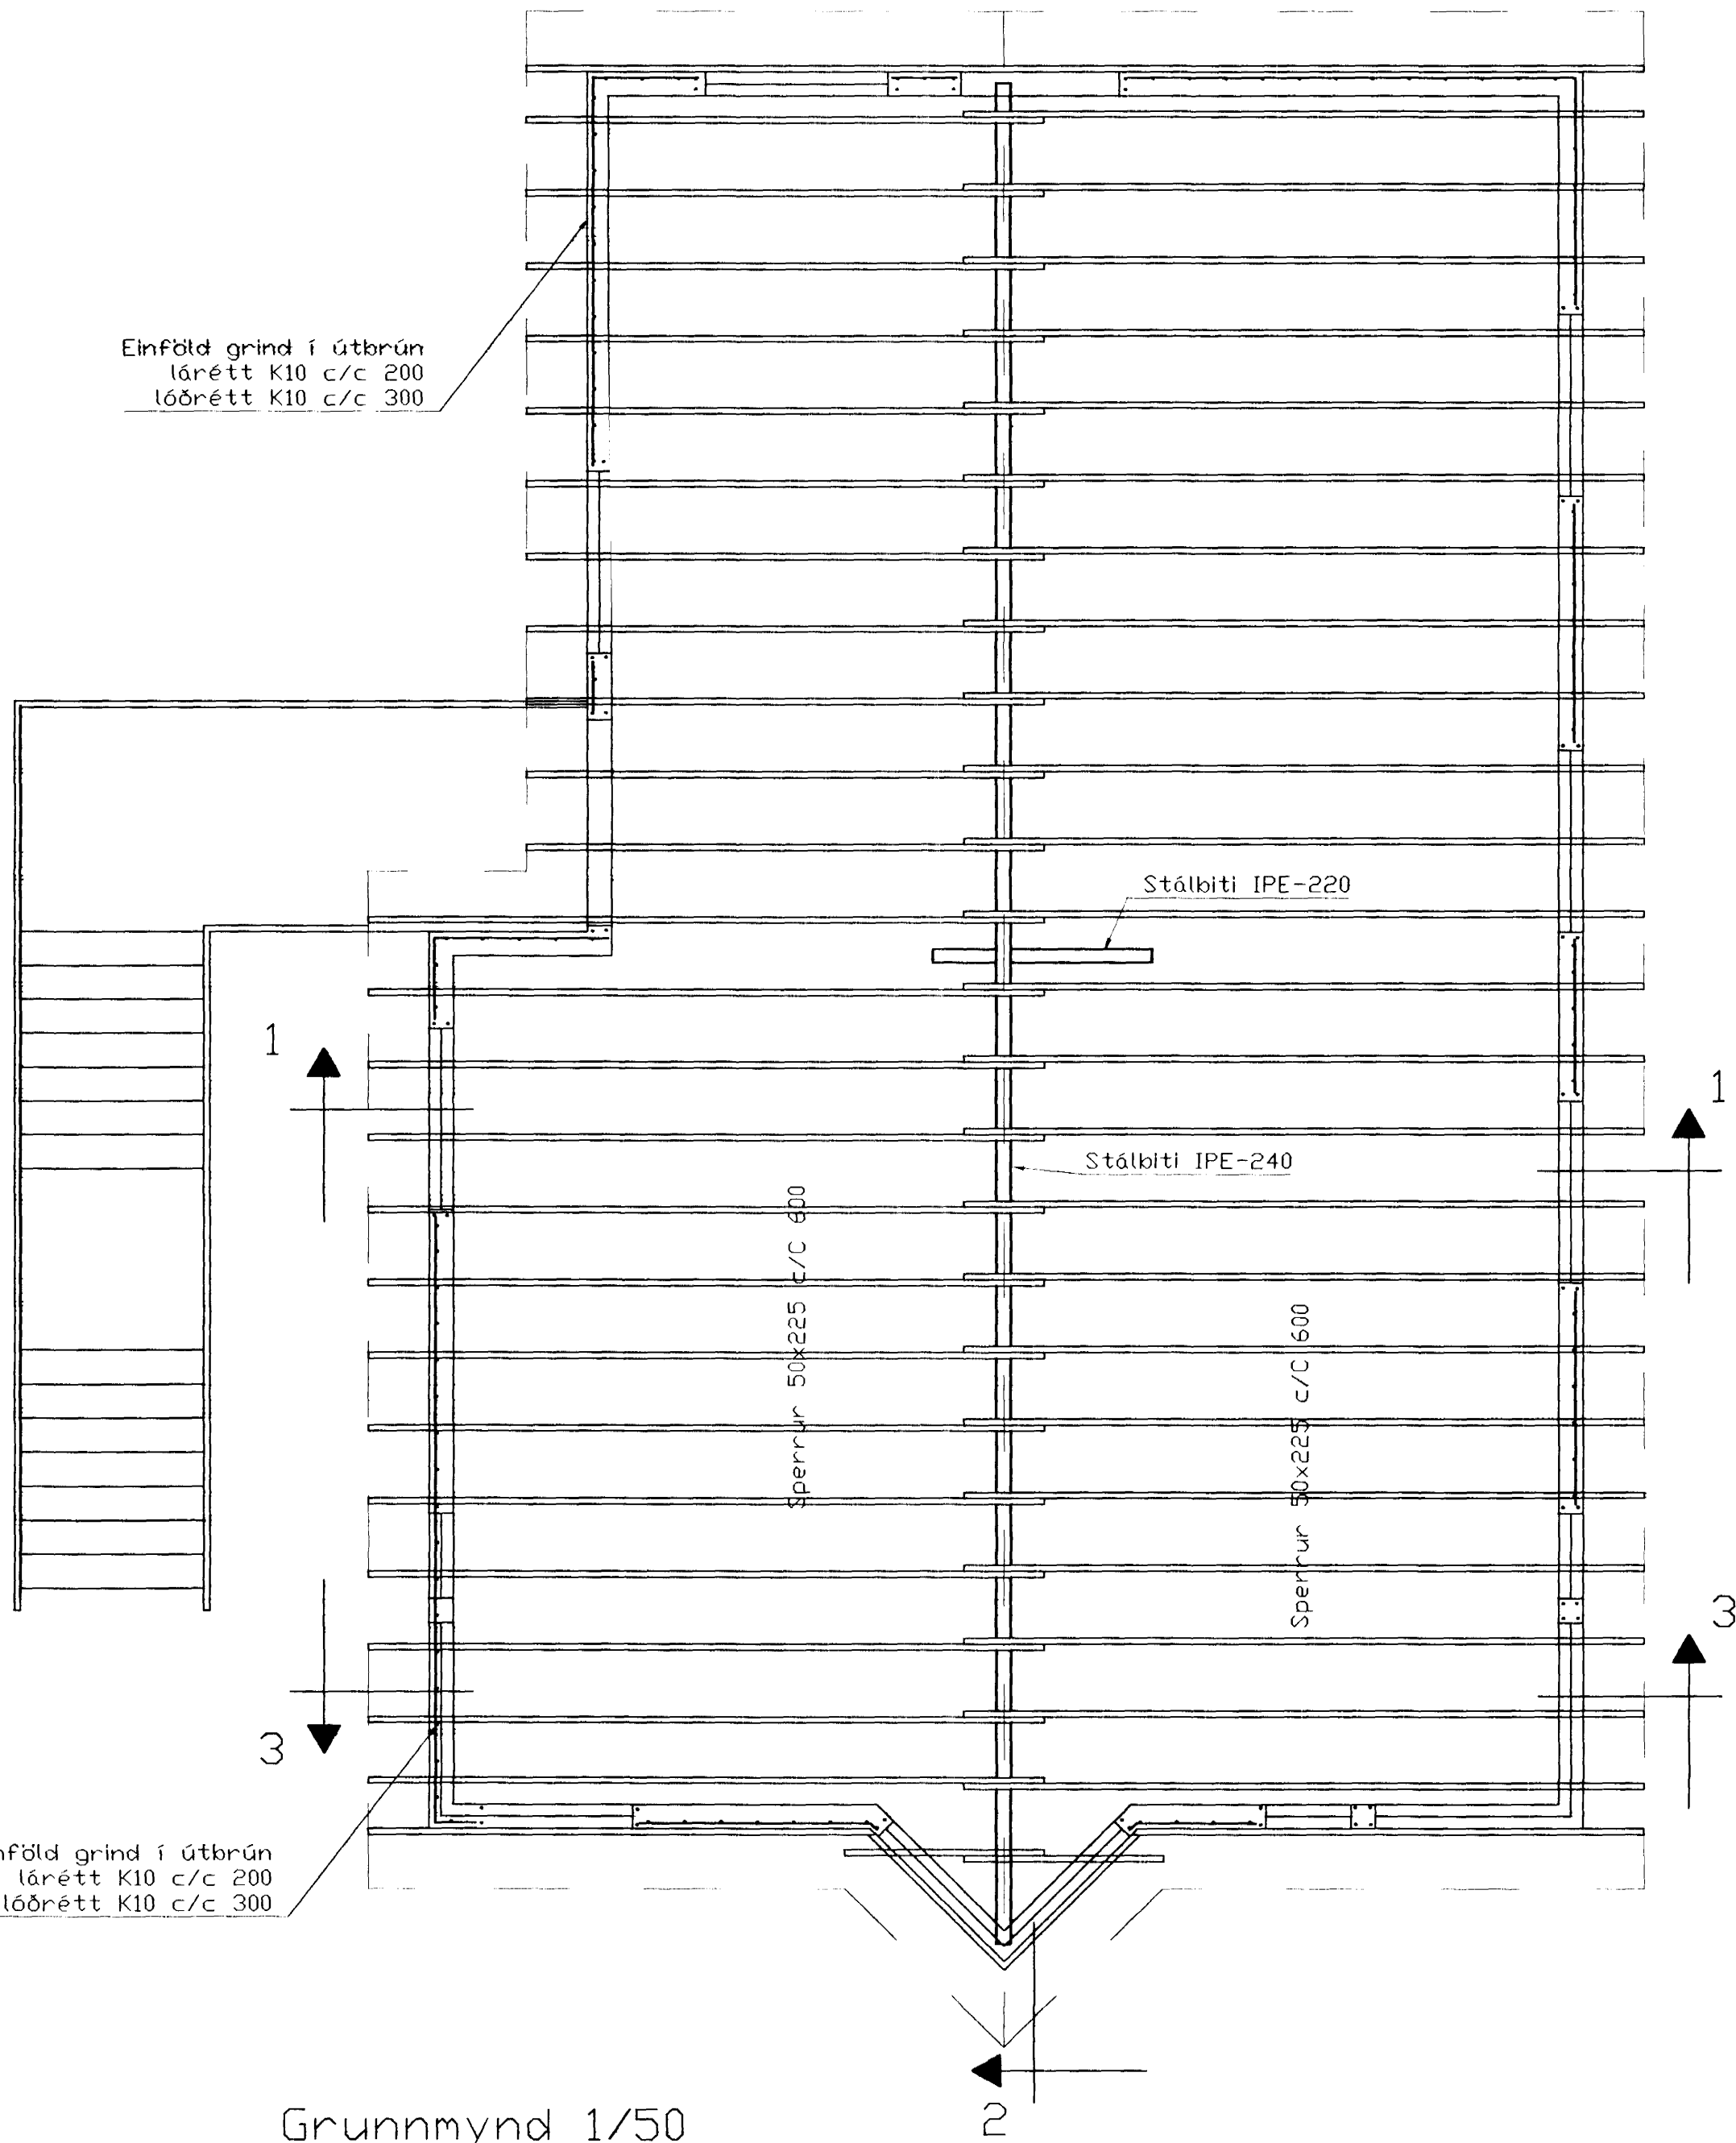 Einföld grind í útbrún
lárétt K10 c/c 200
lóðrétt K10 c/c 300
Stálbiti IPE-220
1
1
Stálbiti IPE-240
Sperrur 50x225 c/C 600
Sperrur 50x225 c/C 600
3
3
nföld grind í útbrún
lárétt K10 c/c 200
lóðrétt K10 c/c 300
2
Grunnmynd 1/50